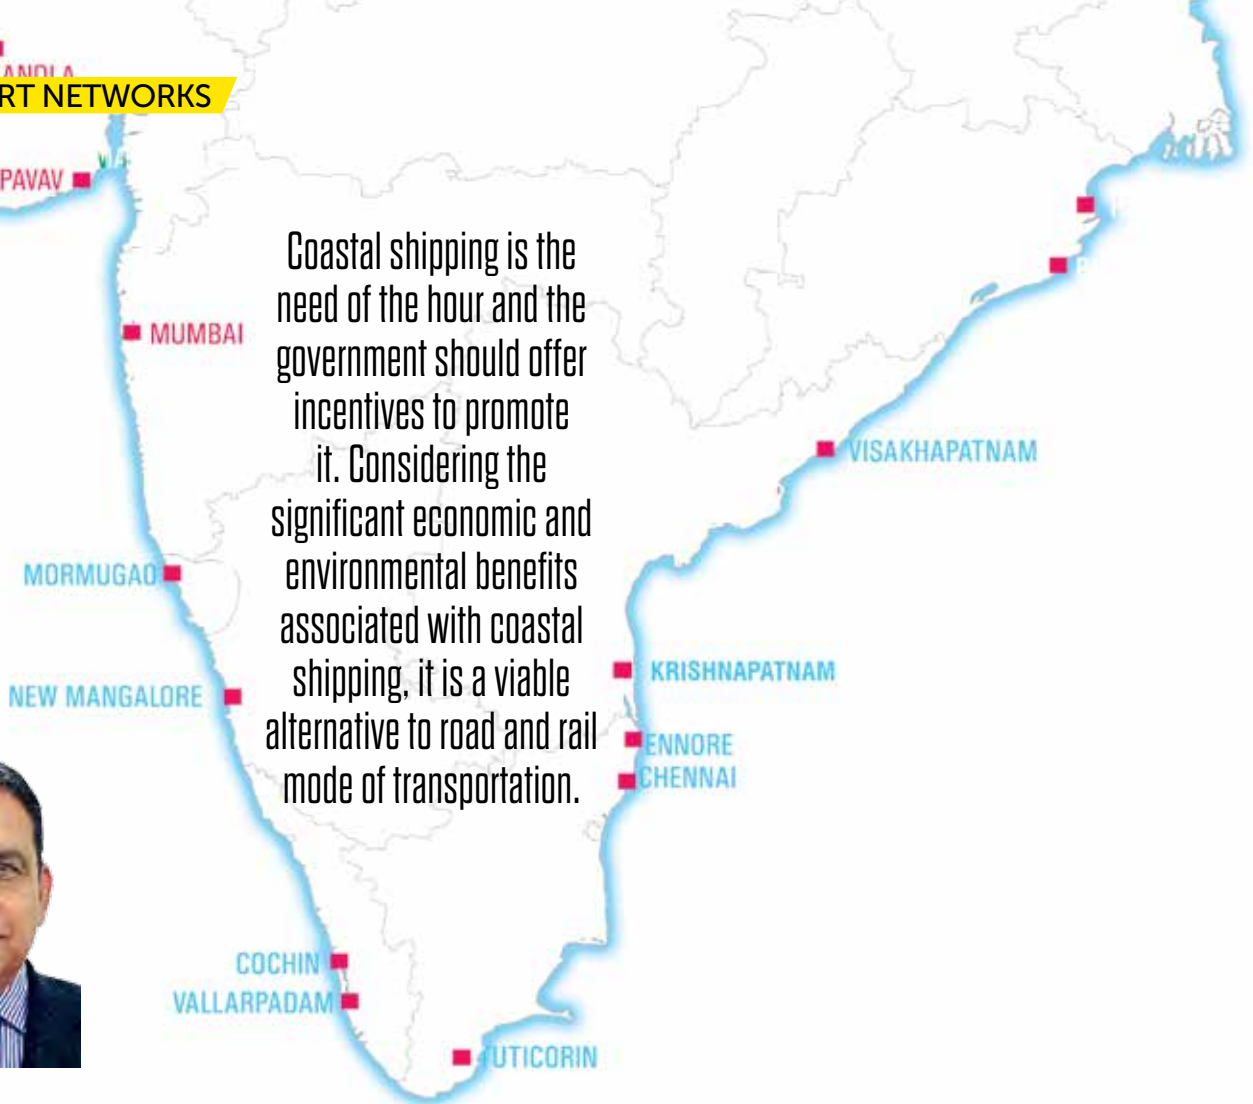 ANDLA
RT NETWORKS
PAVAV
MUMBAI
Coastal shipping is the
need of the hour and the
government should offer
incentives to promote
it. Considering the
significant economic and
environmental benefits
associated with coastal
shipping, it is a viable
alternative to road and rail
mode of transportation.
VISAKHAPATNAM
MORMUGAO
NEW MANGALORE
KRISHNAPATNAM
ENNORE
CHENNAI
COCHIN
VALLARPADAM
TUTICORIN